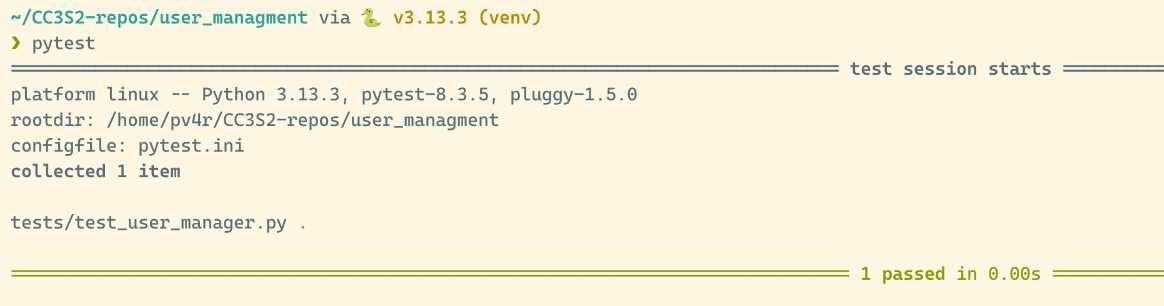 ~/CC3S2-repos/user_managment via 🐍 v3.13.3 (venv)
❯ pytest
═══════════════════════════════════ test session starts ════════
platform linux -- Python 3.13.3, pytest-8.3.5, pluggy-1.5.0
rootdir: /home/pv4r/CC3S2-repos/user_managment
configfile: pytest.ini
collected 1 item
tests/test_user_manager.py .
═══════════════════════════════════ 1 passed in 0.00s ════════